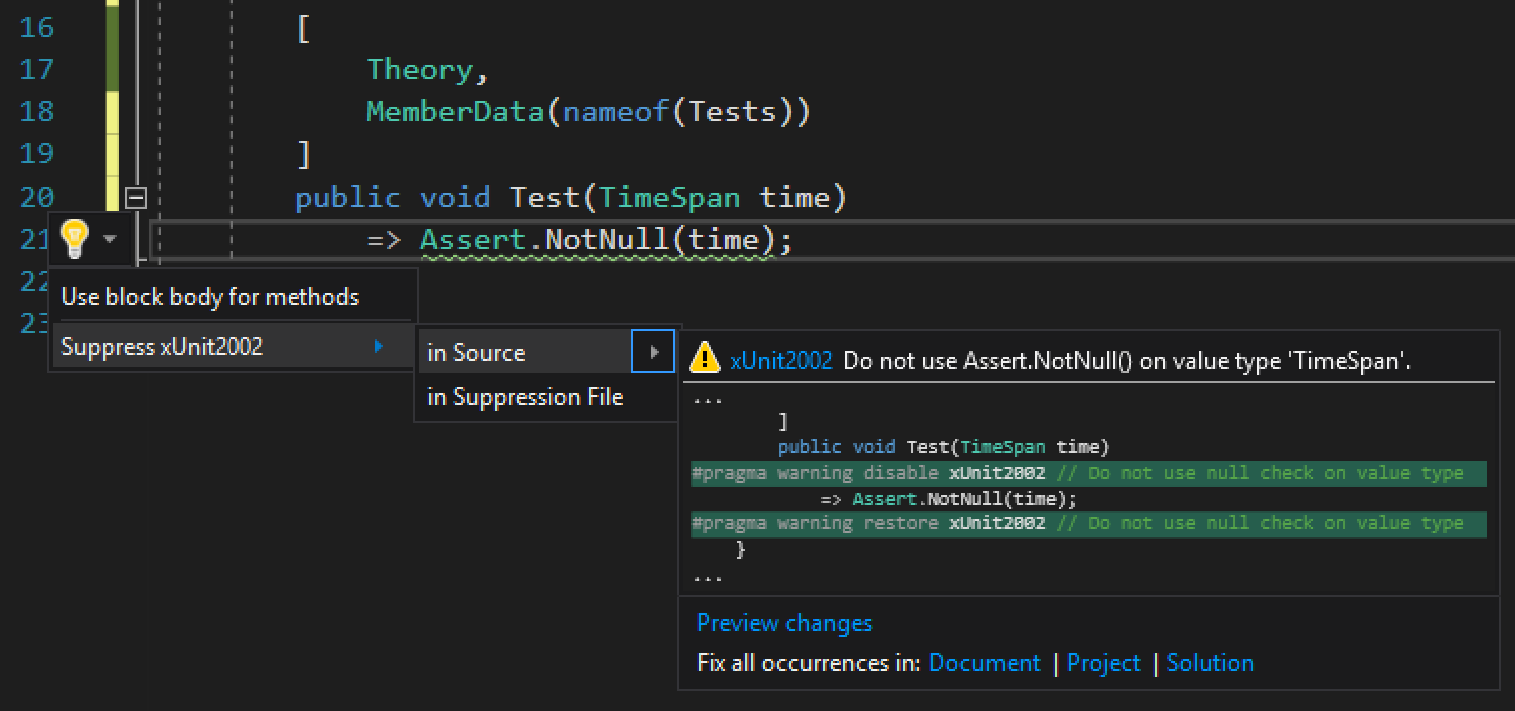 16 [
17 Theory,
18 MemberData(nameof(Tests))
19 ]
20 public void Test(TimeSpan time)
21 => Assert.NotNull(time);
22
23
Use block body for methods
Suppress xUnit2002
in Source
in Suppression File
xUnit2002 Do not use Assert.NotNull() on value type 'TimeSpan'.
...
]
public void Test(TimeSpan time)
#pragma warning disable xUnit2002 // Do not use null check on value type
=> Assert.NotNull(time);
#pragma warning restore xUnit2002 // Do not use null check on value type
}
...
Preview changes
Fix all occurrences in: Document | Project | Solution